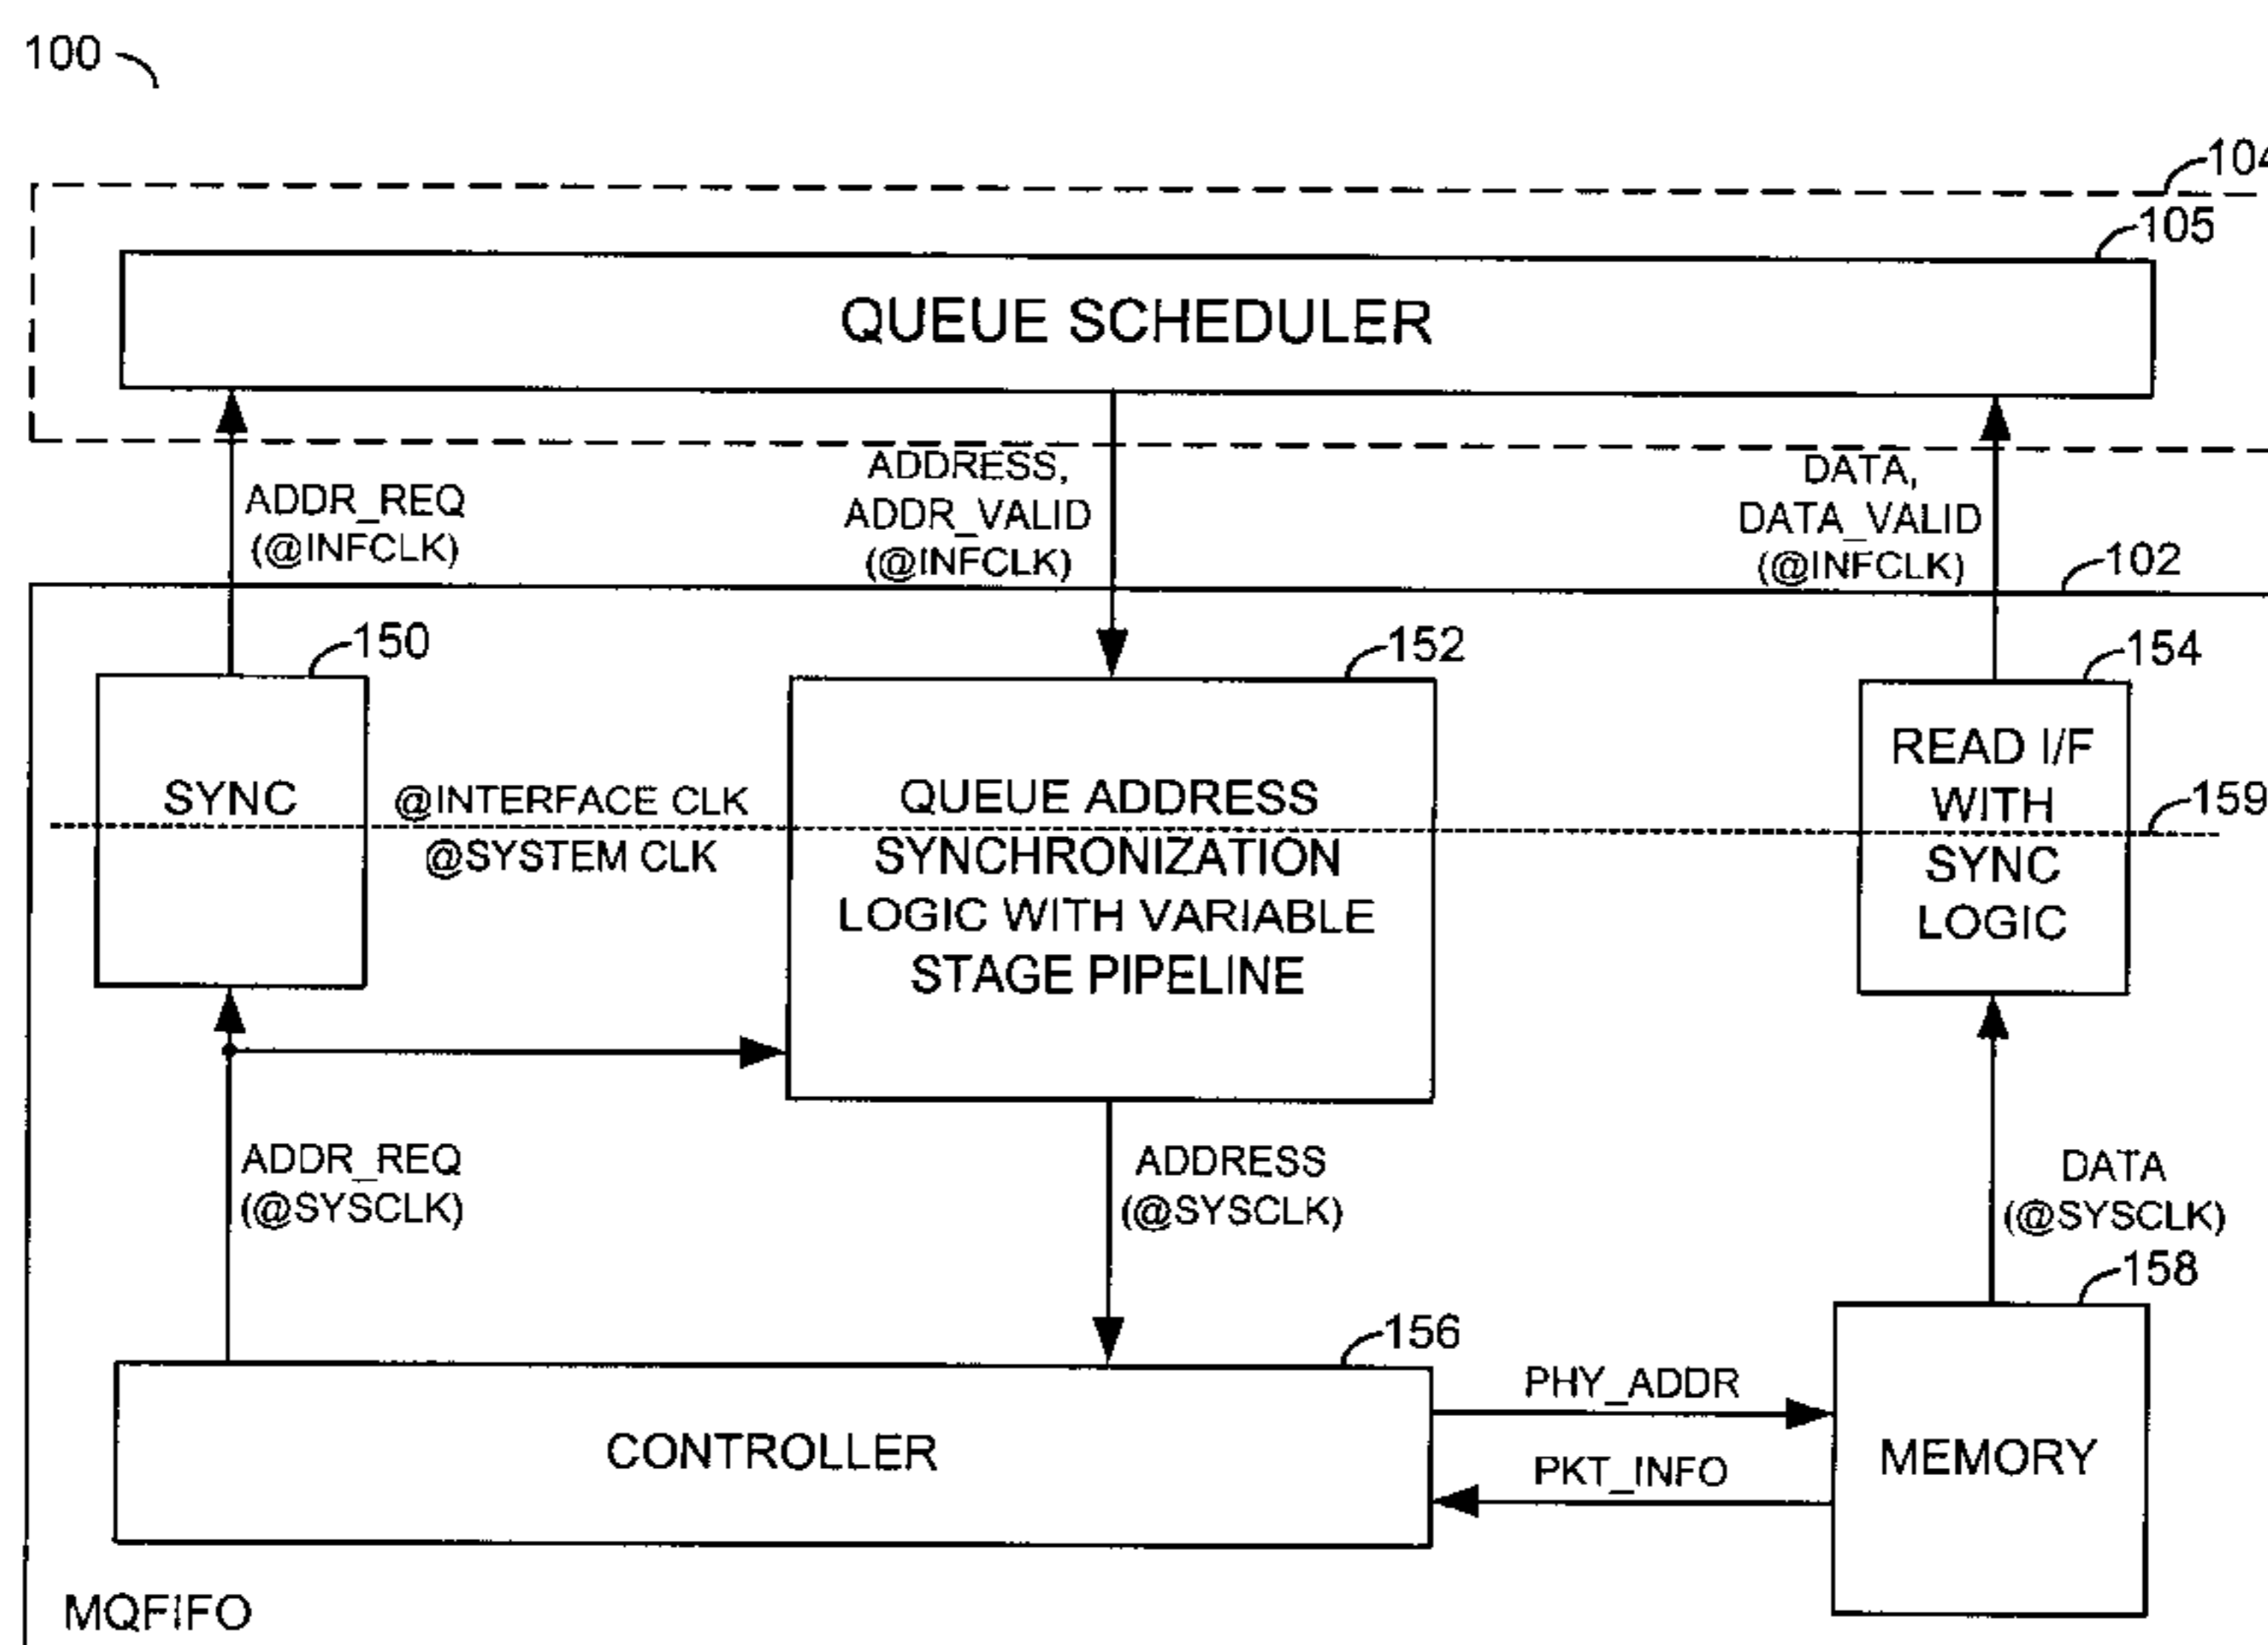 100
104
105
QUEUE SCHEDULER
ADDR_REQ
(@INFCLK)
ADDRESS,
ADDR_VALID
(@INFCLK)
DATA,
DATA_VALID
(@INFCLK)
102
150
152
154
SYNC
@INTERFACE CLK
@SYSTEM CLK
QUEUE ADDRESS
SYNCHRONIZATION
LOGIC WITH VARIABLE
STAGE PIPELINE
READ I/F
WITH
SYNC
LOGIC
159
ADDR_REQ
(@SYSCLK)
ADDRESS
(@SYSCLK)
DATA
(@SYSCLK)
158
156
CONTROLLER
PHY_ADDR
PKT_INFO
MEMORY
MQFIFO